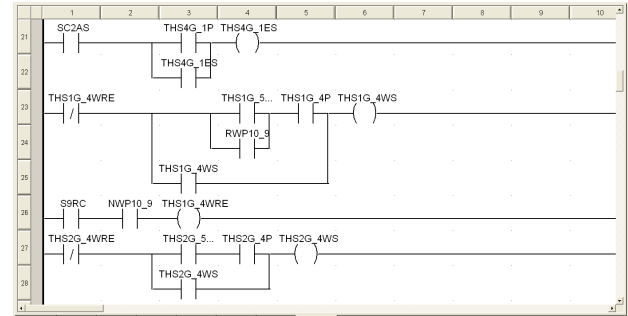 1 2 3 4 5 6 7 8 9 10
21 SC2AS THS4G_1P THS4G_1ES
22 THS4G_1ES
23 THS1G_4WRE THS1G_5... THS1G_4P THS1G_4WS
24 RWP10_9
25 THS1G_4WS
26 S9RC NWP10_9 THS1G_4WRE
27 THS2G_4WRE THS2G_5... THS2G_4P THS2G_4WS
28 THS2G_4WS